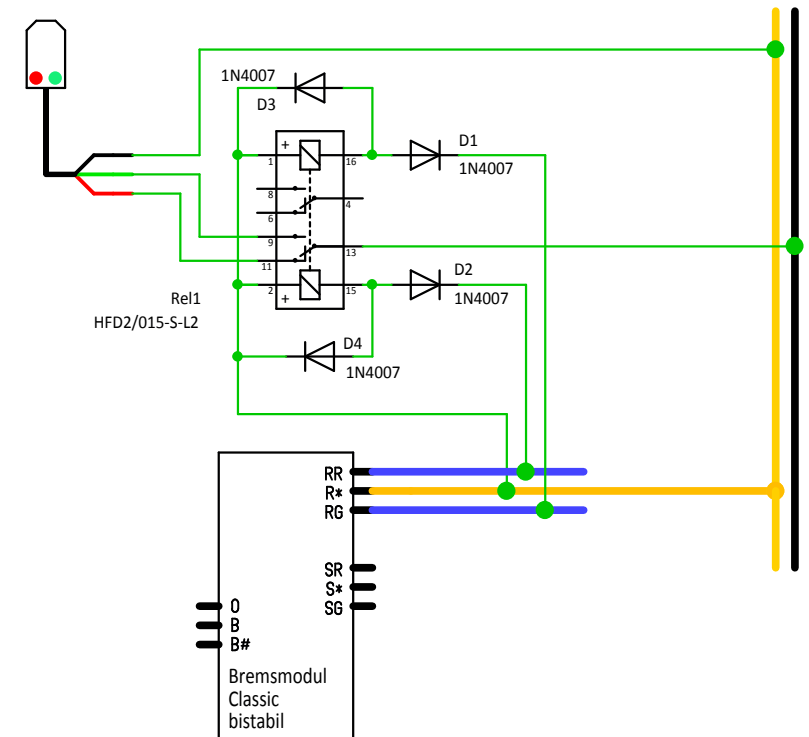 1N4007
D3
+
D1
1N4007
1
16
8
4
6
9
13
11
D2
1N4007
2
15
+
Rel1
HFD2/015-S-L2
D4
1N4007
RR
R*
RG
SR
S*
SG
O
B
B#
Bremsmodul
Classic
bistabil